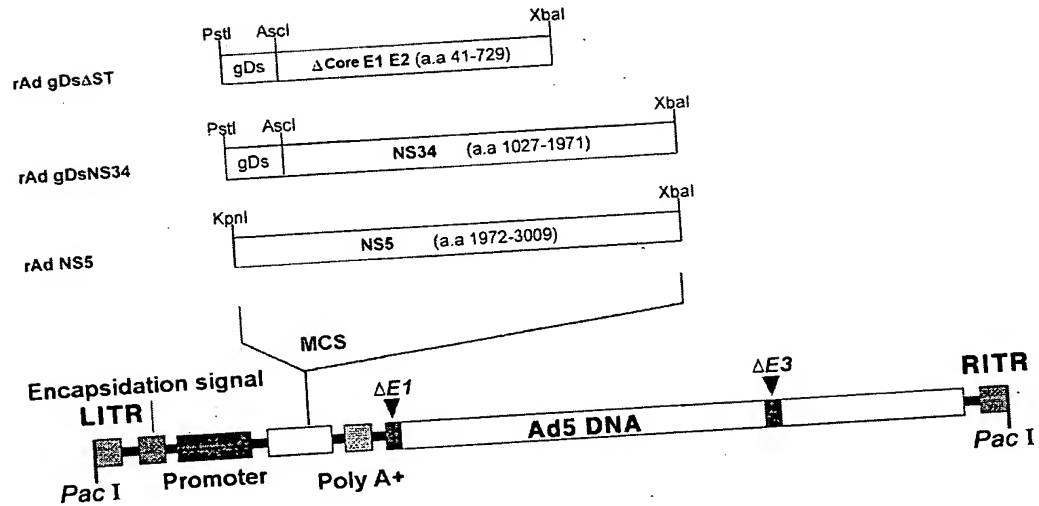 PstI AscI XbaI
rAd gDsΔST gDs ΔCore E1 E2 (a.a 41-729)
PstI AscI XbaI
rAd gDsNS34 gDs NS34 (a.a 1027-1971)
KpnI XbaI
rAd NS5 NS5 (a.a 1972-3009)
MCS
Encapsidation signal ΔE1 ΔE3 RITR
LITR
Ad5 DNA
Pac I Promoter Poly A+ Pac I